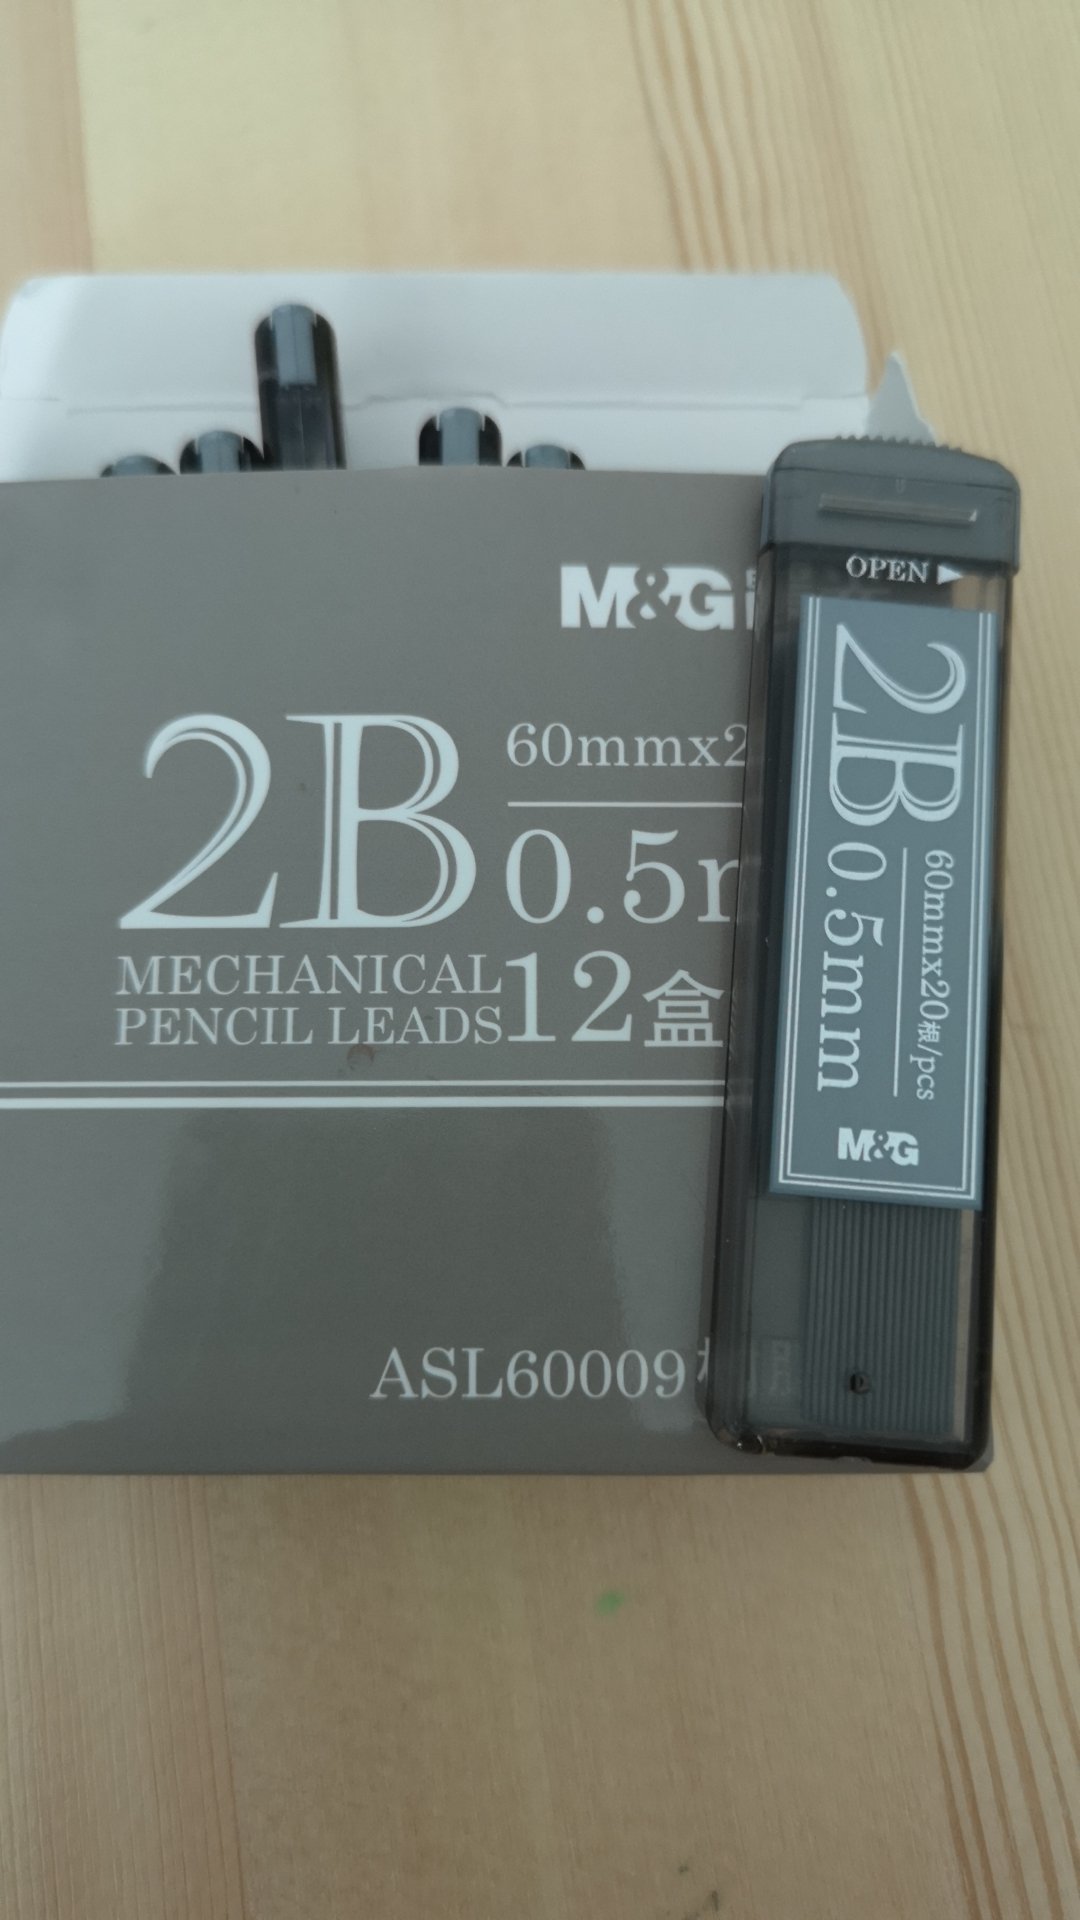 M&G
2B
60mmx2
0.5m
MECHANICAL
PENCIL LEADS
12盒
ASL60009
OPEN
2B
0.5mm
60mmx20根/pcs
M&G